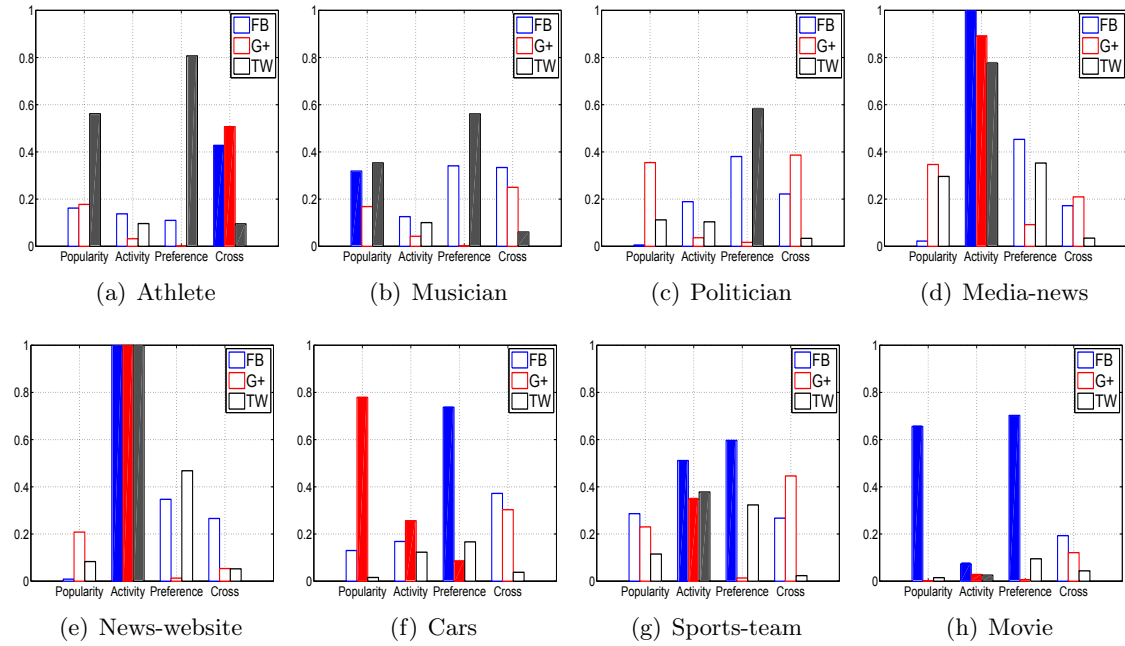 1
0.8
0.6
0.4
0.2
0
Popularity Activity Preference Cross
FB
G+
TW
(a) Athlete
1
0.8
0.6
0.4
0.2
0
Popularity Activity Preference Cross
FB
G+
TW
(b) Musician
1
0.8
0.6
0.4
0.2
0
Popularity Activity Preference Cross
FB
G+
TW
(c) Politician
1
0.8
0.6
0.4
0.2
0
Popularity Activity Preference Cross
FB
G+
TW
(d) Media-news
1
0.8
0.6
0.4
0.2
0
Popularity Activity Preference Cross
FB
G+
TW
(e) News-website
1
0.8
0.6
0.4
0.2
0
Popularity Activity Preference Cross
FB
G+
TW
(f) Cars
1
0.8
0.6
0.4
0.2
0
Popularity Activity Preference Cross
FB
G+
TW
(g) Sports-team
1
0.8
0.6
0.4
0.2
0
Popularity Activity Preference Cross
FB
G+
TW
(h) Movie